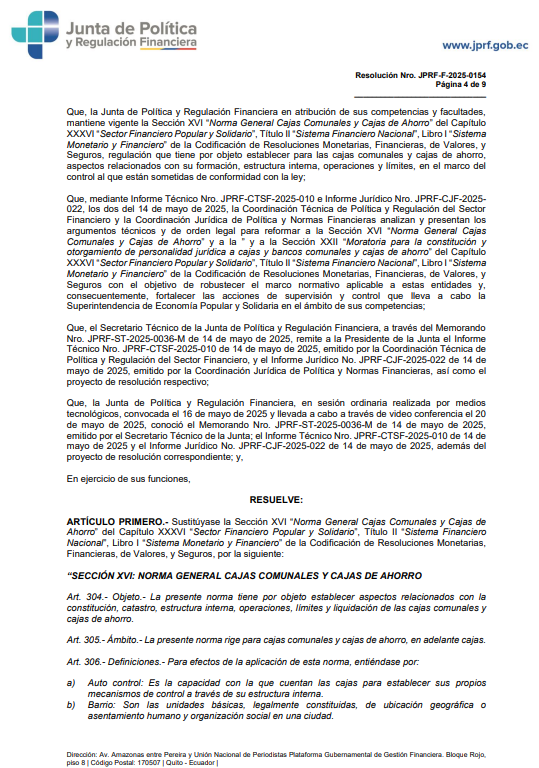 Junta de Política
y Regulación Financiera
www.jprf.gob.ec
Resolución Nro. JPRF-F-2025-0154
Página 4 de 9
Que, la Junta de Política y Regulación Financiera en atribución de sus competencias y facultades,
mantiene vigente la Sección XVI “Norma General Cajas Comunales y Cajas de Ahorro” del Capítulo
XXXVI “Sector Financiero Popular y Solidario”, Título II “Sistema Financiero Nacional”, Libro I “Sistema
Monetario y Financiero” de la Codificación de Resoluciones Monetarias, Financieras, de Valores, y
Seguros, regulación que tiene por objeto establecer para las cajas comunales y cajas de ahorro,
aspectos relacionados con su formación, estructura interna, operaciones y límites, en el marco del
control al que están sometidas de conformidad con la ley;
Que, mediante Informe Técnico Nro. JPRF-CTSF-2025-010 e Informe Jurídico Nro. JPRF-CJF-2025-
022, los dos del 14 de mayo de 2025, la Coordinación Técnica de Política y Regulación del Sector
Financiero y la Coordinación Jurídica de Política y Normas Financieras analizan y presentan los
argumentos técnicos y de orden legal para reformar a la Sección XVI “Norma General Cajas
Comunales y Cajas de Ahorro” y a la ” y a la Sección XXII “Moratoria para la constitución y
otorgamiento de personalidad jurídica a cajas y bancos comunales y cajas de ahorro” del Capítulo
XXXVI “Sector Financiero Popular y Solidario”, Título II “Sistema Financiero Nacional”, Libro I “Sistema
Monetario y Financiero” de la Codificación de Resoluciones Monetarias, Financieras, de Valores, y
Seguros con el objetivo de robustecer el marco normativo aplicable a estas entidades y,
consecuentemente, fortalecer las acciones de supervisión y control que lleva a cabo la
Superintendencia de Economía Popular y Solidaria en el ámbito de sus competencias;
Que, el Secretario Técnico de la Junta de Política y Regulación Financiera, a través del Memorando
Nro. JPRF-ST-2025-0036-M de 14 de mayo de 2025, remite a la Presidente de la Junta el Informe
Técnico Nro. JPRF-CTSF-2025-010 de 14 de mayo de 2025, emitido por la Coordinación Técnica de
Política y Regulación del Sector Financiero, y el Informe Jurídico No. JPRF-CJF-2025-022 de 14 de
mayo de 2025, emitido por la Coordinación Jurídica de Política y Normas Financieras, así como el
proyecto de resolución respectivo;
Que, la Junta de Política y Regulación Financiera, en sesión ordinaria realizada por medios
tecnológicos, convocada el 16 de mayo de 2025 y llevada a cabo a través de video conferencia el 20
de mayo de 2025, conoció el Memorando Nro. JPRF-ST-2025-0036-M de 14 de mayo de 2025,
emitido por el Secretario Técnico de la Junta; el Informe Técnico Nro. JPRF-CTSF-2025-010 de 14 de
mayo de 2025 y el Informe Jurídico No. JPRF-CJF-2025-022 de 14 de mayo de 2025, además del
proyecto de resolución correspondiente; y,
En ejercicio de sus funciones,
RESUELVE:
ARTÍCULO PRIMERO.- Sustitúyase la Sección XVI “Norma General Cajas Comunales y Cajas de
Ahorro” del Capítulo XXXVI “Sector Financiero Popular y Solidario”, Título II “Sistema Financiero
Nacional”, Libro I “Sistema Monetario y Financiero” de la Codificación de Resoluciones Monetarias,
Financieras, de Valores, y Seguros, por la siguiente:
“SECCIÓN XVI: NORMA GENERAL CAJAS COMUNALES Y CAJAS DE AHORRO
Art. 304.- Objeto.- La presente norma tiene por objeto establecer aspectos relacionados con la
constitución, catastro, estructura interna, operaciones, límites y liquidación de las cajas comunales y
cajas de ahorro.
Art. 305.- Ámbito.- La presente norma rige para cajas comunales y cajas de ahorro, en adelante cajas.
Art. 306.- Definiciones.- Para efectos de la aplicación de esta norma, entiéndase por:
a) Auto control: Es la capacidad con la que cuentan las cajas para establecer sus propios
mecanismos de control a través de su estructura interna.
b) Barrio: Son las unidades básicas, legalmente constituidas, de ubicación geográfica o
asentamiento humano y organización social en una ciudad.
Dirección: Av. Amazonas entre Pereira y Unión Nacional de Periodistas Plataforma Gubernamental de Gestión Financiera. Bloque Rojo,
piso 8 | Código Postal: 170507 | Quito - Ecuador |